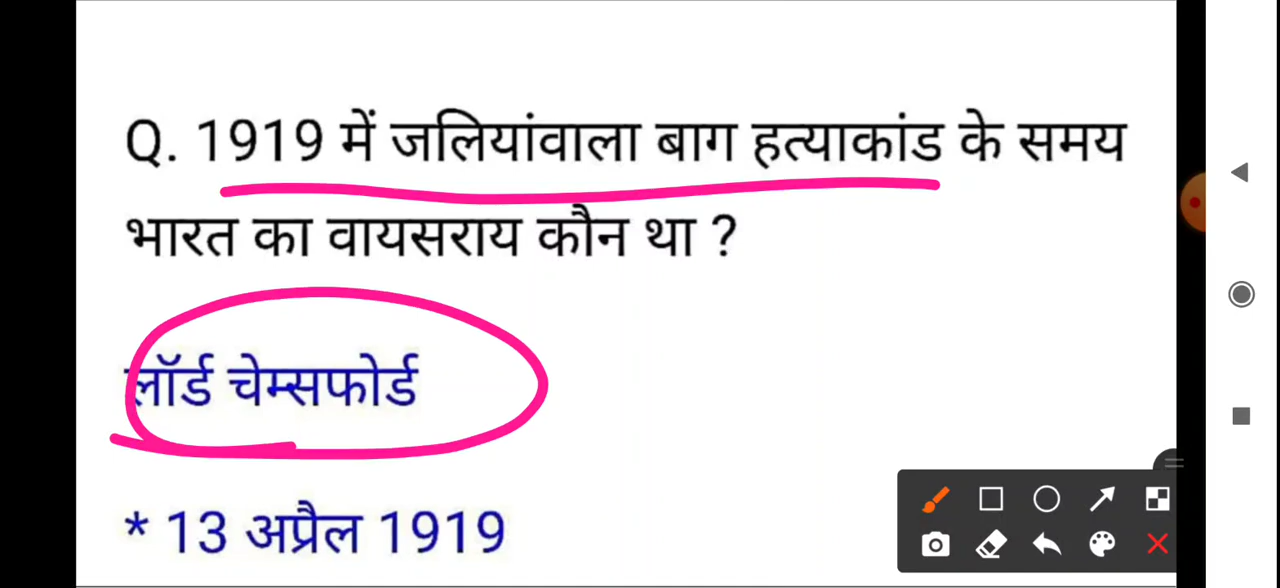 Q. 1919 में जलियांवाला बाग हत्याकांड के समय
भारत का वायसराय कौन था ?
लॉर्ड चेम्सफोर्ड
* 13 अप्रैल 1919